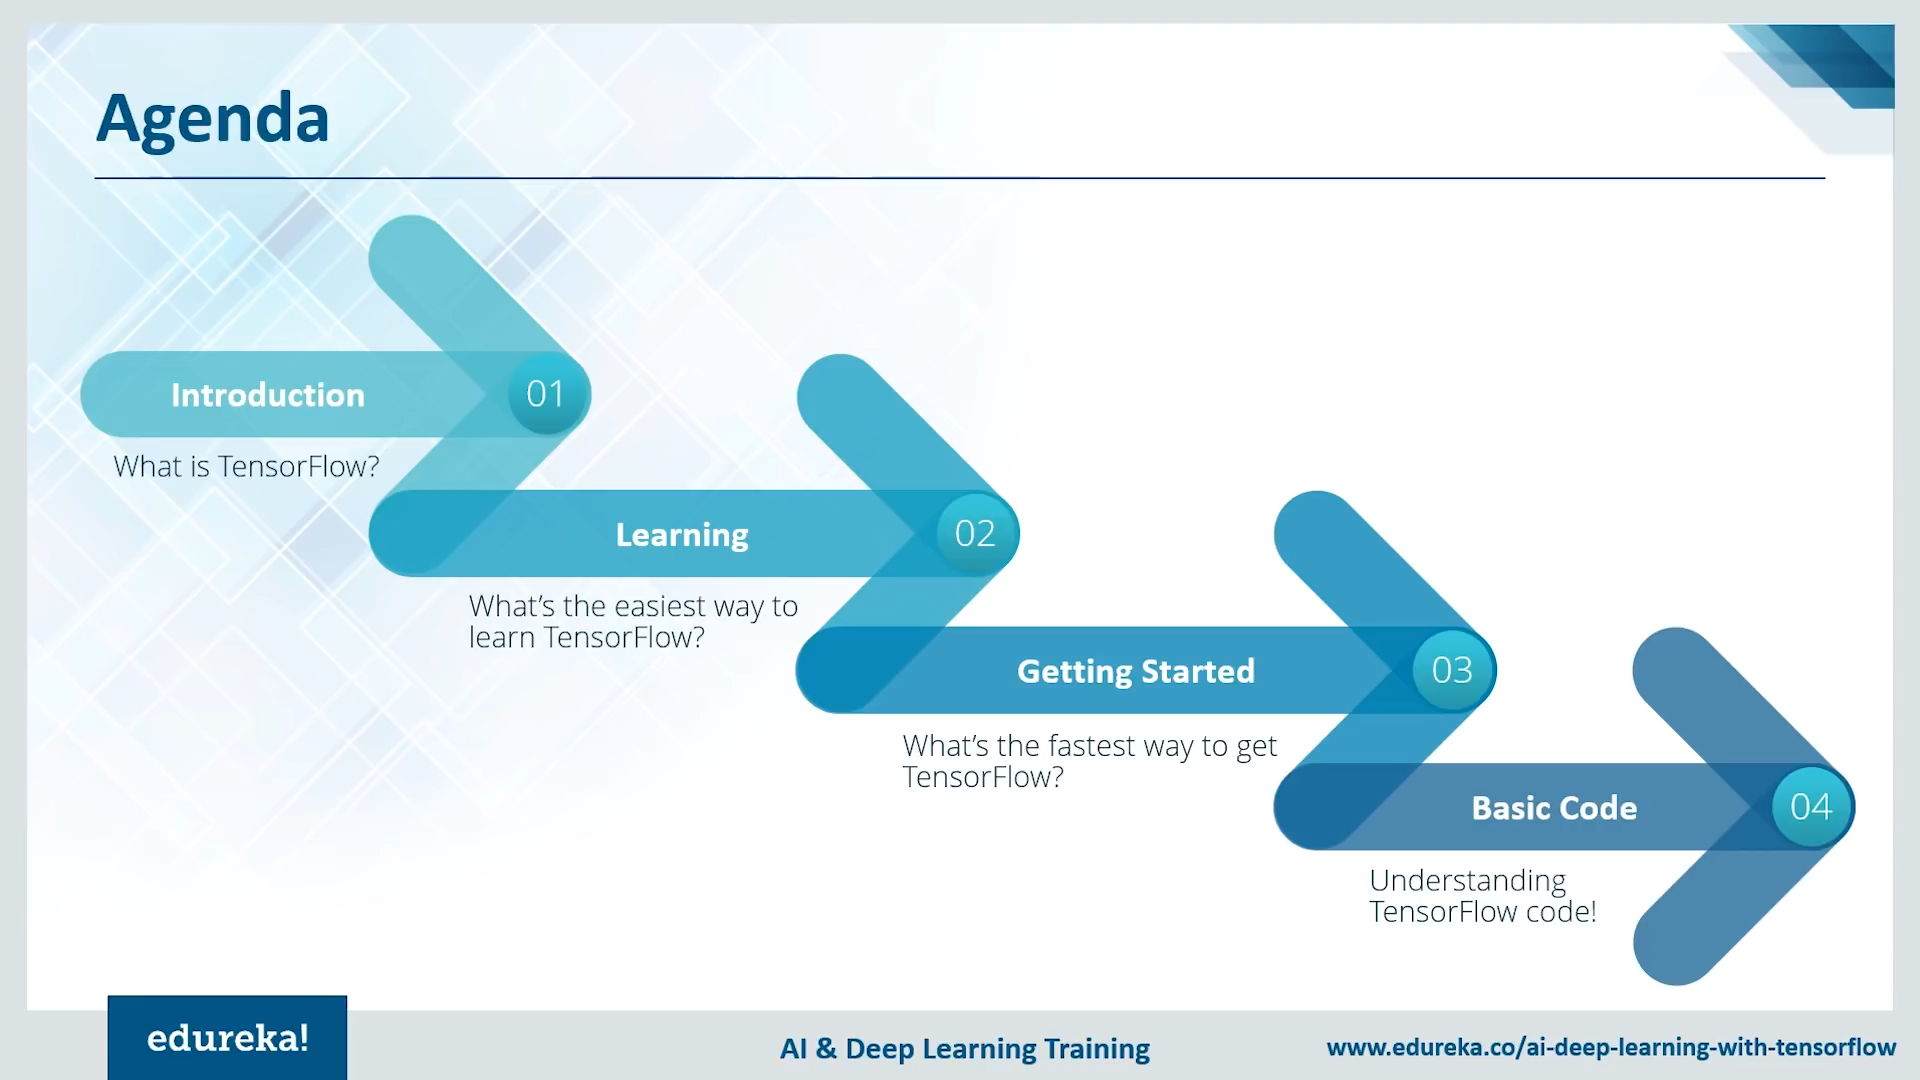 Agenda
Introduction
01
What is TensorFlow?
Learning
02
What's the easiest way to
learn TensorFlow?
Getting Started
03
What's the fastest way to get
TensorFlow?
Basic Code
04
Understanding
TensorFlow code!
edureka!
AI & Deep Learning Training
www.edureka.co/ai-deep-learning-with-tensorflow